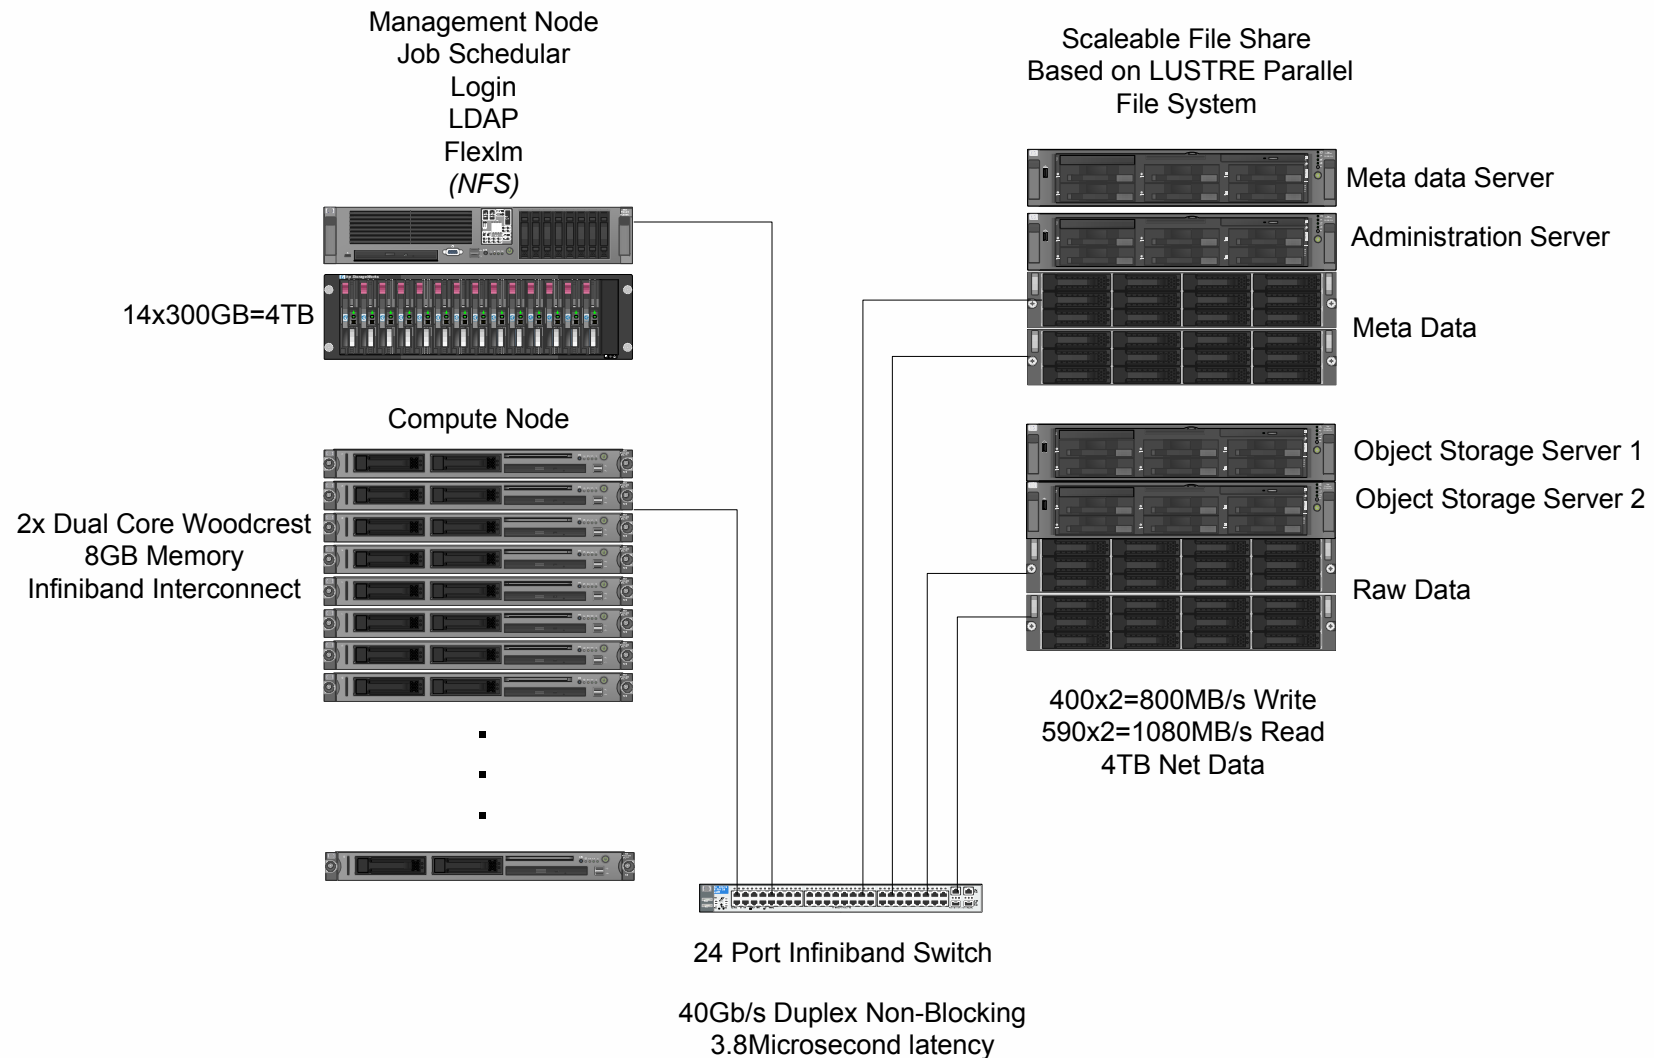 Management Node
Job Schedular
Login
LDAP
Flexlm
(NFS)
14x300GB=4TB
Compute Node
2x Dual Core Woodcrest
8GB Memory
Infiniband Interconnect
Scaleable File Share
Based on LUSTRE Parallel
File System
Meta data Server
Administration Server
Meta Data
Object Storage Server 1
Object Storage Server 2
Raw Data
400x2=800MB/s Write
590x2=1080MB/s Read
4TB Net Data
24 Port Infiniband Switch
40Gb/s Duplex Non-Blocking
3.8Microsecond latency